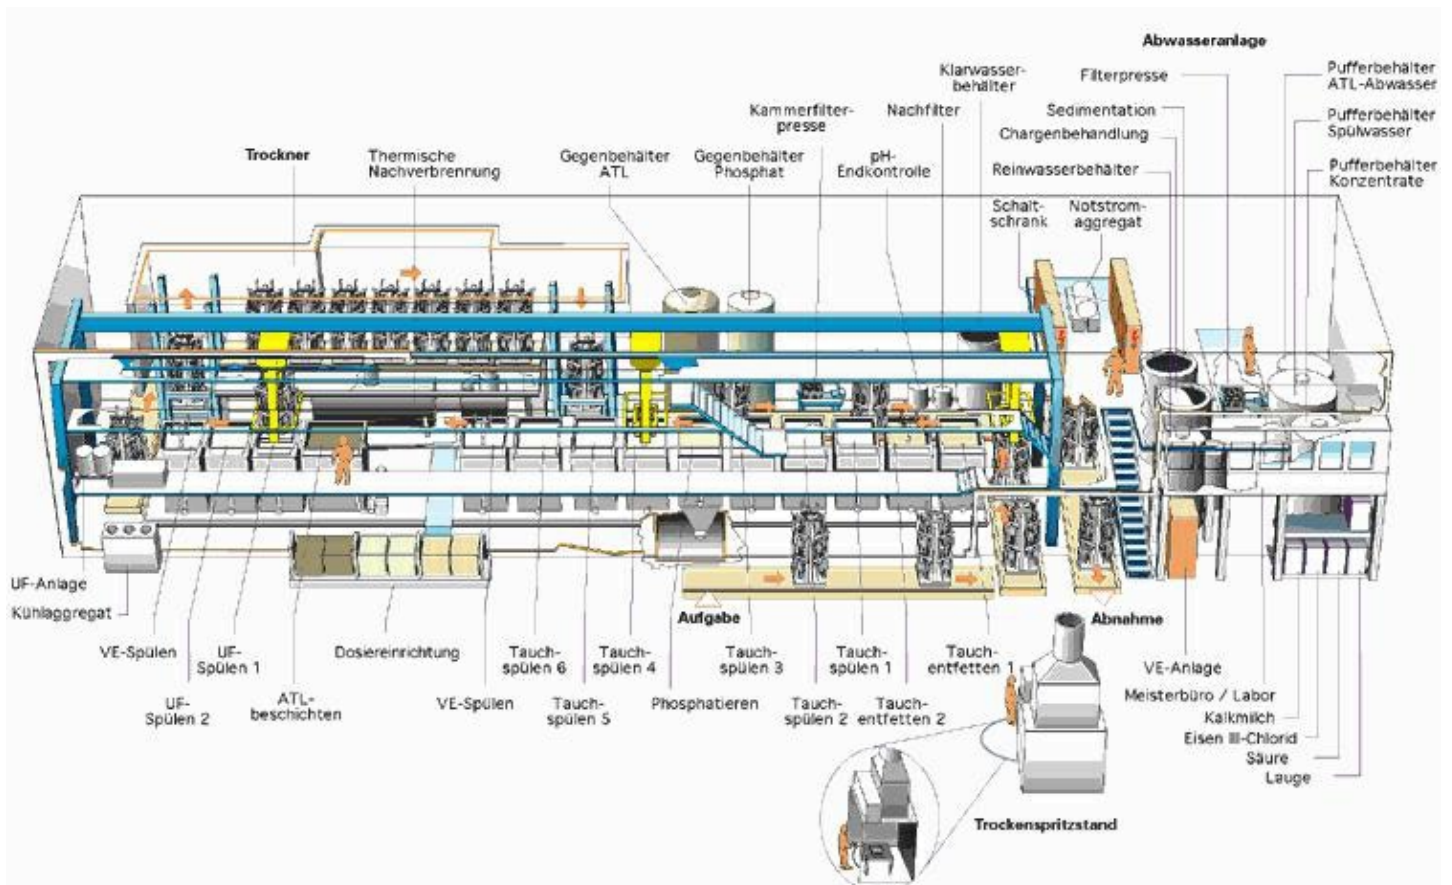 Abwasseranlage
Klarwasser-
behälter
Filterpresse
Pufferbehälter
ATL-Abwasser
Kammerfilter-
presse
Nachfilter
Sedimentation
Chargenbehandlung
Pufferbehälter
Spülwasser
Trockner
Thermische
Nachverbrennung
Gegenbehälter
ATL
Gegenbehälter
Phosphat
pH-
Endkontrolle
Reinwasserbehälter
Pufferbehälter
Konzentrate
Schalt-
schrank
Notstrom-
aggregat
UF-Anlage
Kühlaggregat
Aufgabe
Abnahme
VE-Spülen
UF-
Spülen 1
Dosiereinrichtung
Tauch-
spülen 6
Tauch-
spülen 4
Tauch-
spülen 3
Tauch-
spülen 1
Tauch-
entfetten 1
VE-Anlage
UF-
Spülen 2
ATL-
beschichten
VE-Spülen
Tauch-
spülen 5
Phosphatieren
Tauch-
spülen 2
Tauch-
entfetten 2
Meisterbüro / Labor
Kalkmilch
Eisen III-Chlorid
Säure
Lauge
Trockenspritzstand